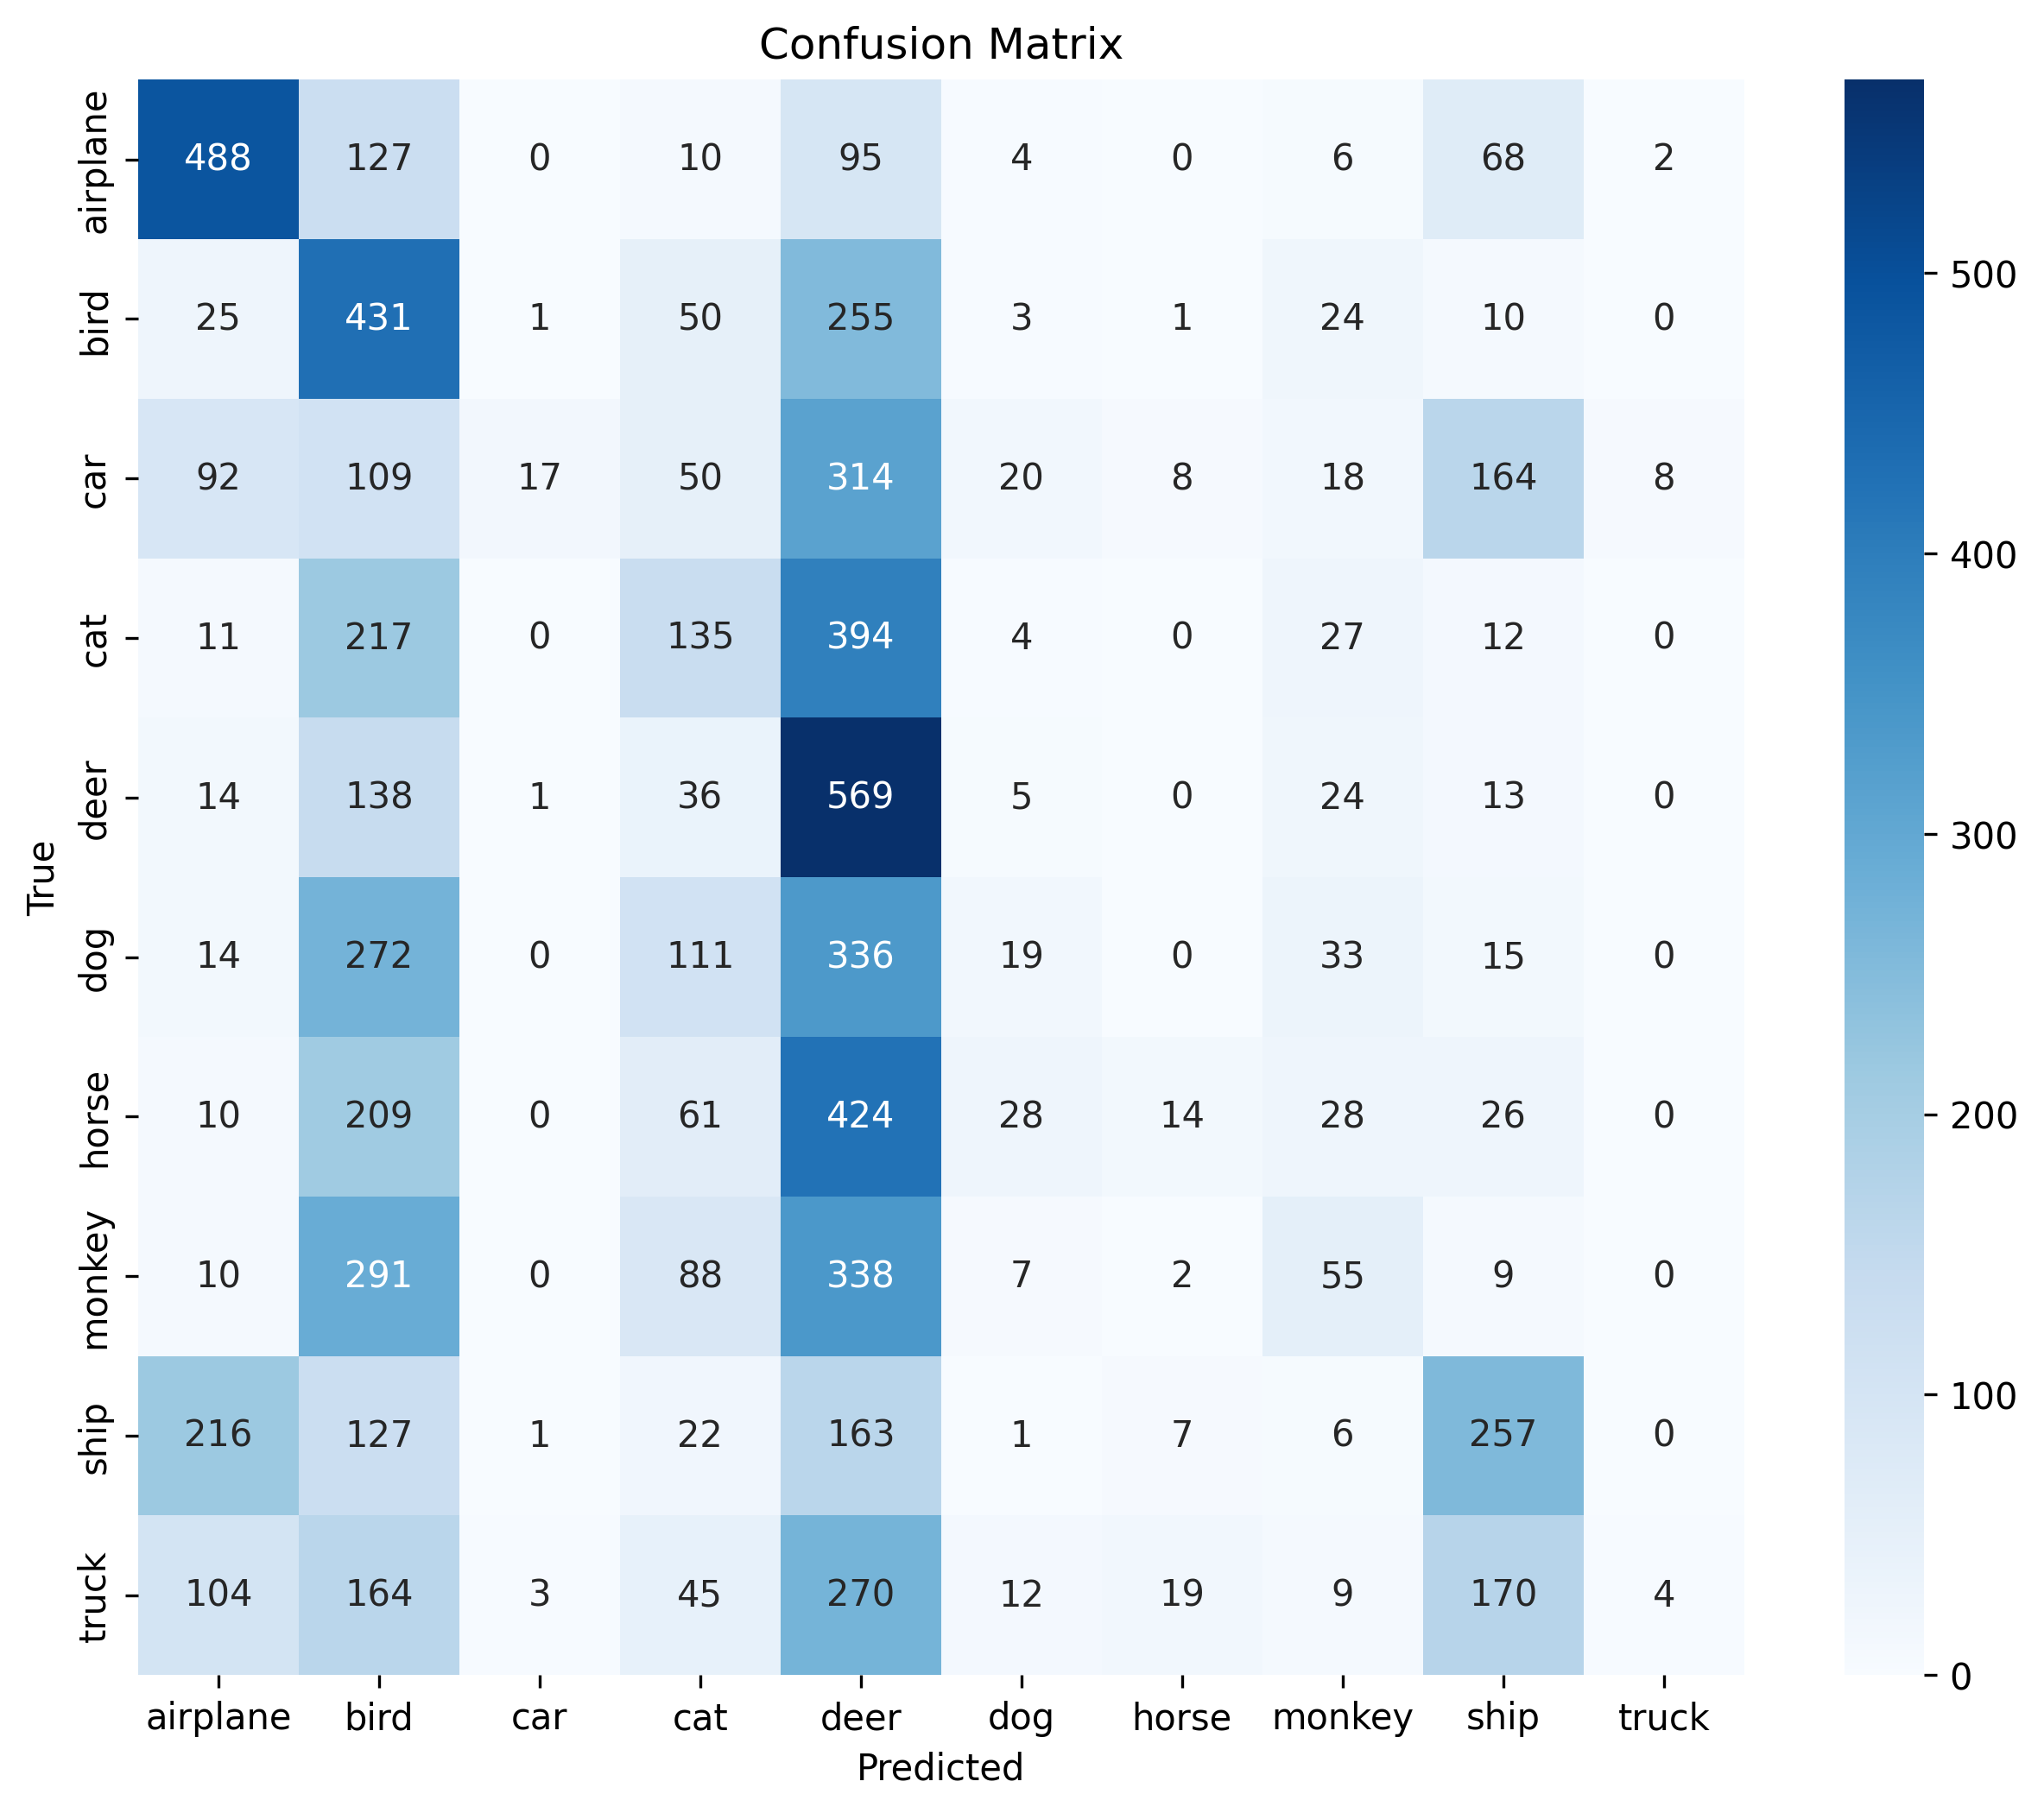 Confusion Matrix
airplane 488 127 0 10 95 4 0 6 68 2
bird 25 431 1 50 255 3 1 24 10 0
car 92 109 17 50 314 20 8 18 164 8
cat 11 217 0 135 394 4 0 27 12 0
deer 14 138 1 36 569 5 0 24 13 0
dog 14 272 0 111 336 19 0 33 15 0
horse 10 209 0 61 424 28 14 28 26 0
monkey 10 291 0 88 338 7 2 55 9 0
ship 216 127 1 22 163 1 7 6 257 0
truck 104 164 3 45 270 12 19 9 170 4
airplane bird car cat deer dog horse monkey ship truck
Predicted
True
500
400
300
200
100
0